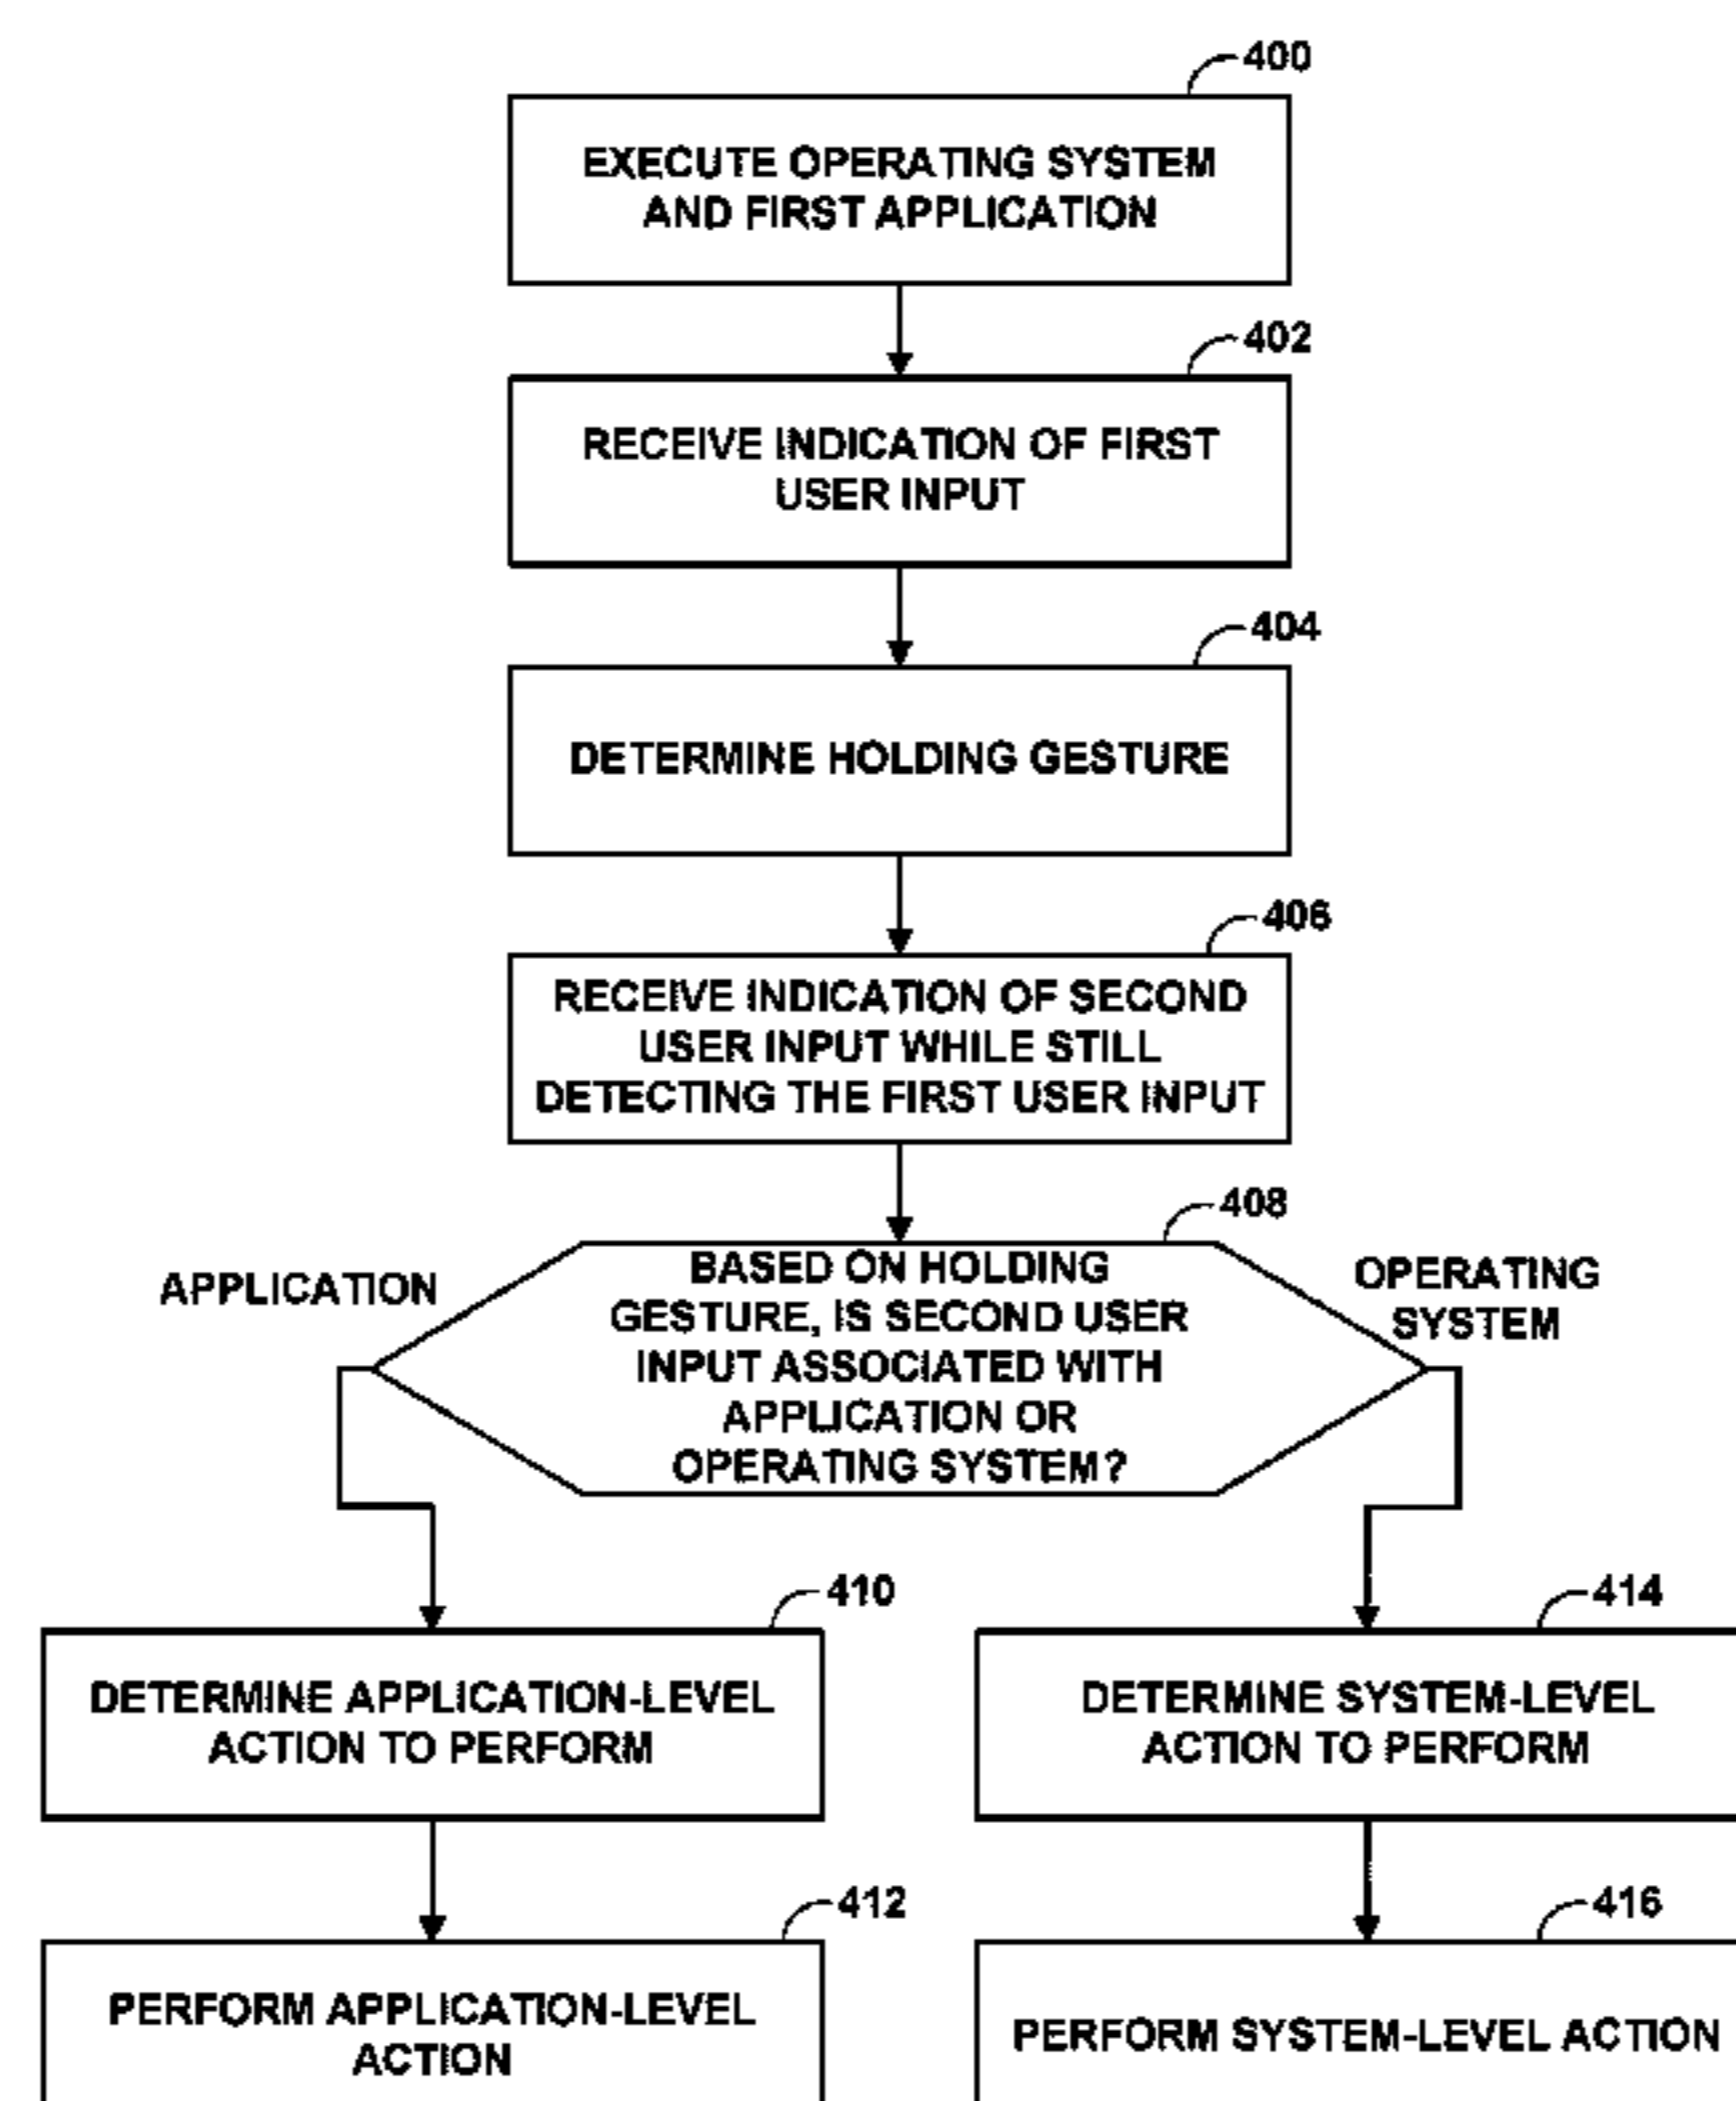 400
EXECUTE OPERATING SYSTEM
AND FIRST APPLICATION
402
RECEIVE INDICATION OF FIRST
USER INPUT
404
DETERMINE HOLDING GESTURE
406
RECEIVE INDICATION OF SECOND
USER INPUT WHILE STILL
DETECTING THE FIRST USER INPUT
408
APPLICATION
BASED ON HOLDING
GESTURE, IS SECOND USER
INPUT ASSOCIATED WITH
APPLICATION OR
OPERATING SYSTEM?
OPERATING
SYSTEM
410
DETERMINE APPLICATION-LEVEL
ACTION TO PERFORM
414
DETERMINE SYSTEM-LEVEL
ACTION TO PERFORM
412
PERFORM APPLICATION-LEVEL
ACTION
416
PERFORM SYSTEM-LEVEL ACTION